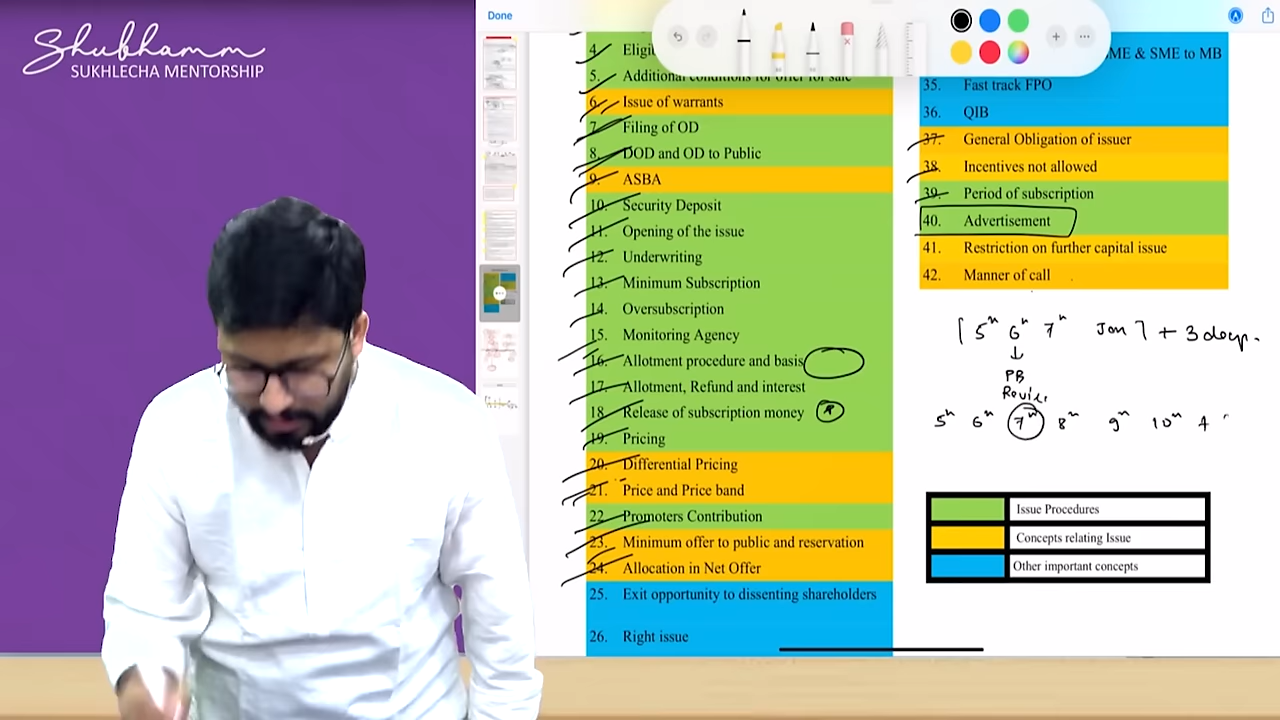 Shubhamm
SUKHLECHA MENTORSHIP
Done
4.
5. Additional conditions for offer for sale
6. Issue of warrants
7. Filing of OD
8. DOD and OD to Public
9. ASBA
10. Security Deposit
11. Opening of the issue
12. Underwriting
13. Minimum Subscription
14. Oversubscription
15. Monitoring Agency
16. Allotment procedure and basis
17. Allotment, Refund and interest
18. Release of subscription money
19. Pricing
20. Differential Pricing
21. Price and Price band
22. Promoters Contribution
23. Minimum offer to public and reservation
24. Allocation in Net Offer
25. Exit opportunity to dissenting shareholders
26. Right issue
ME & SME to MB
35. Fast track FPO
36. QIB
37. General Obligation of issuer
38. Incentives not allowed
39. Period of subscription
40. Advertisement
41. Restriction on further capital issue
42. Manner of call
5th 6th 7th Jan 7 + 3 days.
PB
Revise
5th 6th 7th 8th 9th 10th
Issue Procedures
Concepts relating Issue
Other important concepts